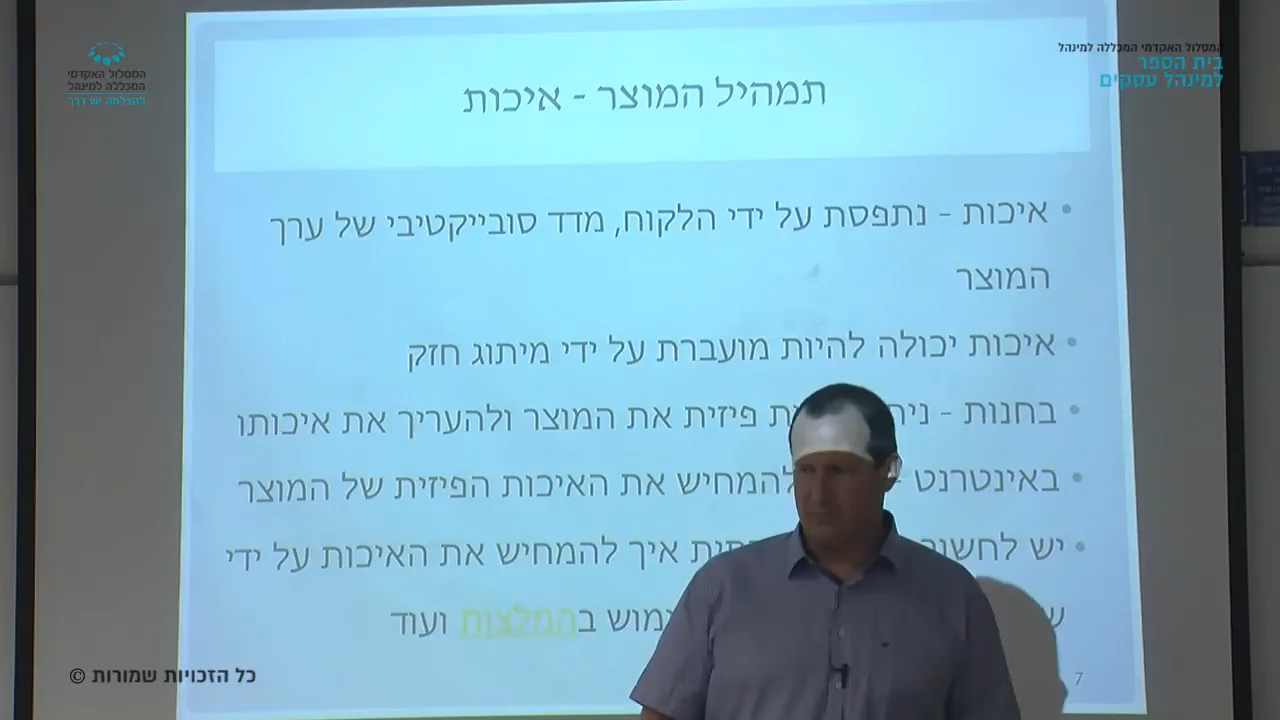 המסלול האקדמי
המכללה למינהל
להצלחה יש דרך
המסלול האקדמי המכללה למינהל
בית הספר
למינהל עסקים
תמהיל המוצר - איכות
• איכות - נתפסת על ידי הלקוח, מדד סובייקטיבי של ערך
המוצר
• איכות יכולה להיות מועברת על ידי מיתוג חזק
• בחנות - פיזית את המוצר ולהעריך את איכותו
• באינטרנט - להמחיש את האיכות הפיזית של המוצר
• יש לחשוב איך להמחיש את האיכות על ידי
בהמלצות ועוד
7
כל הזכויות שמורות ©